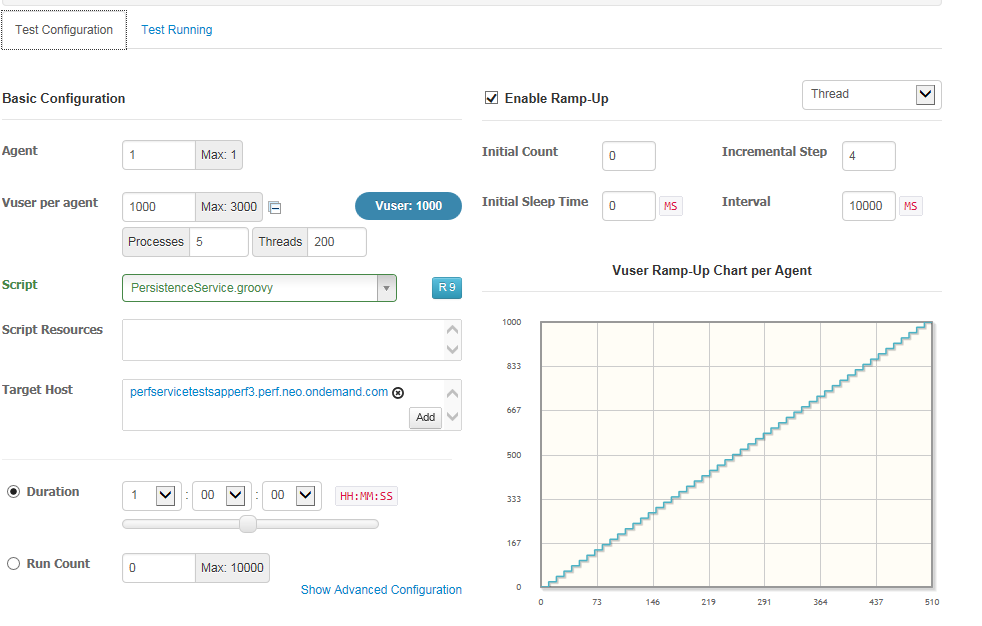 Test Configuration Test Running
Basic Configuration
Agent 1 Max: 1
Vuser per agent 1000 Max: 3000 Vuser: 1000
Processes 5 Threads 200
Script PersistenceService.groovy R 9
Script Resources
Target Host perfservicetestsapperf3.perf.neo.ondemand.com
Add
Duration 1 : 00 : 00 HH:MM:SS
Run Count 0 Max: 10000
Show Advanced Configuration
Enable Ramp-Up Thread
Initial Count 0 Incremental Step 4
Initial Sleep Time 0 MS Interval 10000 MS
Vuser Ramp-Up Chart per Agent
1000
833
667
500
333
167
0
0 73 146 219 291 364 437 510